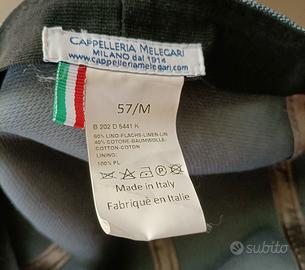 CAPPELLERIA MELEGARI
MILANO dal 1914
www.cappelleriamelegari.com
57/M
B 202 D 5441 K
60% LINO-FLACHS-LINEN-LIN
40% COTONE-BAUMWOLLE-
COTTON-COTON
LINING:
100% PL
Made in Italy
Fabriqué en Italie
subito